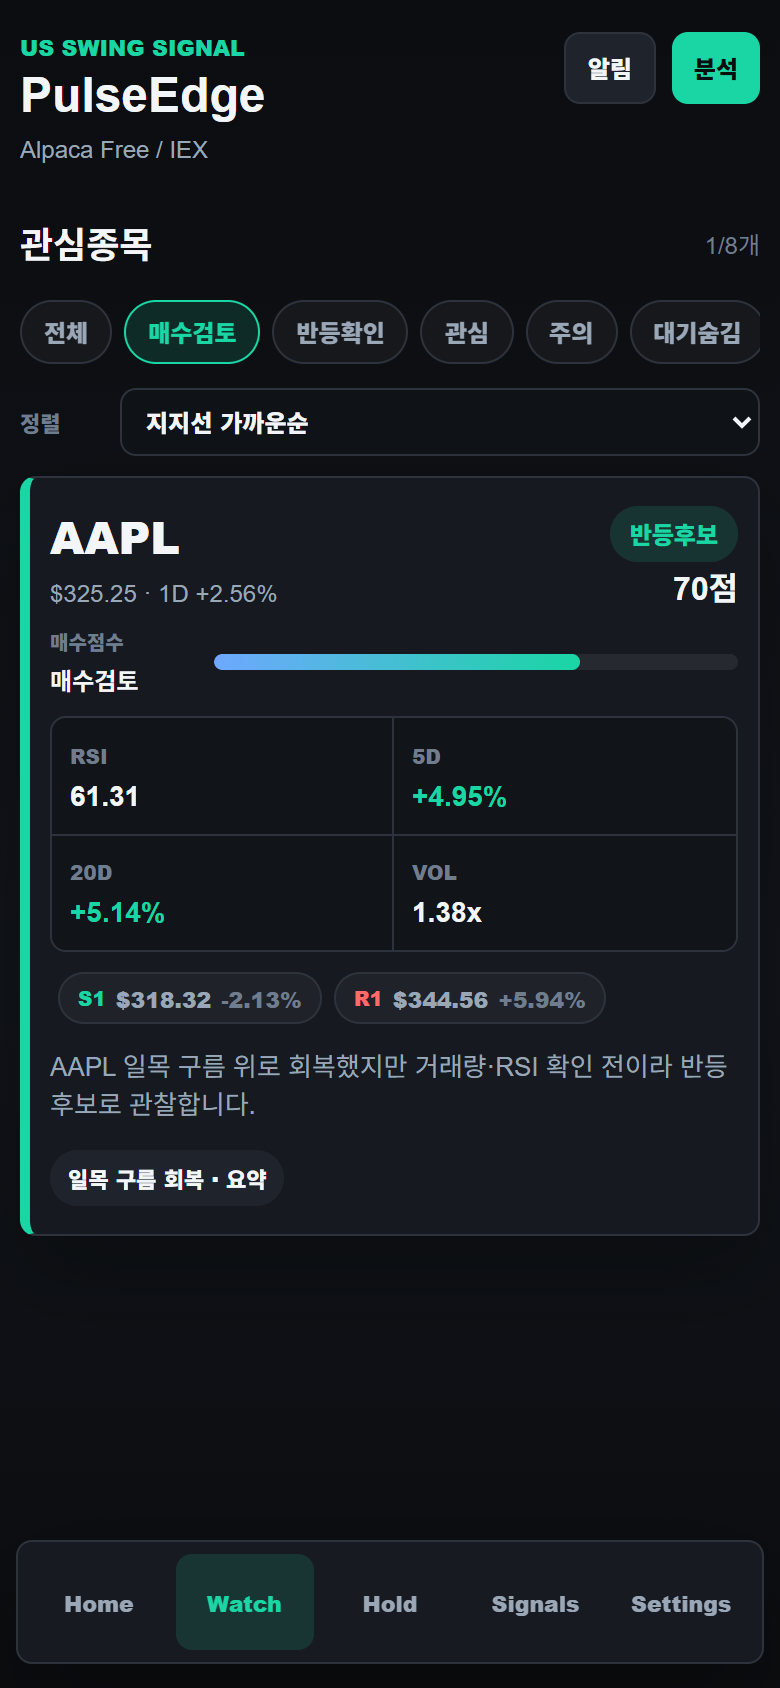 US SWING SIGNAL
PulseEdge
Alpaca Free / IEX
알림
분석
관심종목
1/8개
전체
매수검토
반등확인
관심
주의
대기숨김
정렬
지지선 가까운순
AAPL
반등후보
$325.25 · 1D +2.56%
70점
매수점수
매수검토
RSI
61.31
5D
+4.95%
20D
+5.14%
VOL
1.38x
S1 $318.32 -2.13%
R1 $344.56 +5.94%
AAPL 일목 구름 위로 회복했지만 거래량·RSI 확인 전이라 반등
후보로 관찰합니다.
일목 구름 회복 · 요약
Home
Watch
Hold
Signals
Settings